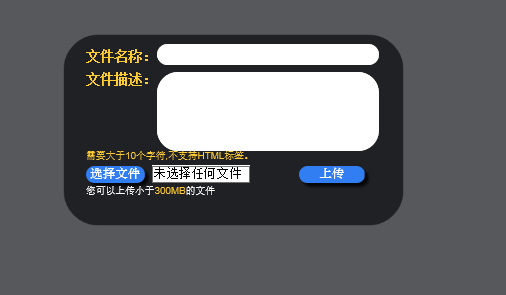 文件名称：
文件描述：
需要大于10个字符,不支持HTML标签。
选择文件 未选择任何文件 上传
您可以上传小于300MB的文件